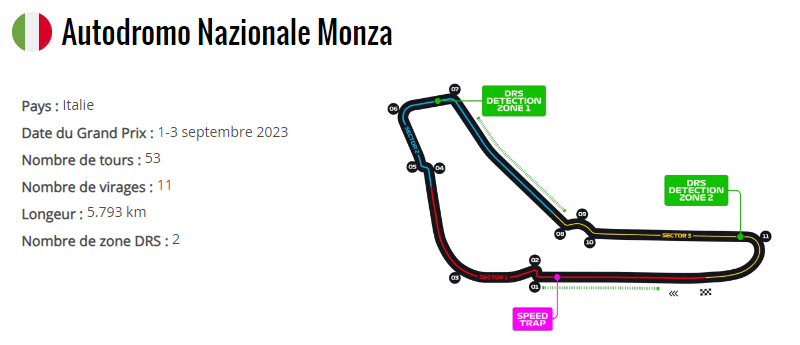 Autodromo Nazionale Monza
Pays : Italie
Date du Grand Prix : 1-3 septembre 2023
Nombre de tours : 53
Nombre de virages : 11
Longeur : 5.793 km
Nombre de zone DRS : 2
07
DRS
DETECTION
ZONE 1
06
SECTOR 2
05
04
DRS
DETECTION
ZONE 2
09
08
10
SECTOR 3
11
02
03
SECTOR 1
01
SPEED
TRAP